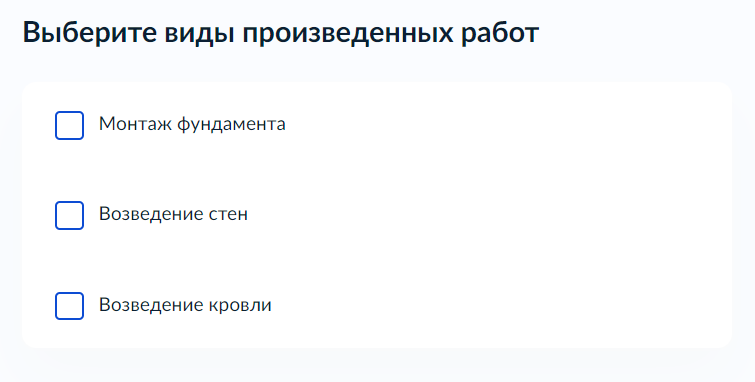 Выберите виды произведенных работ
Монтаж фундамента
Возведение стен
Возведение кровли